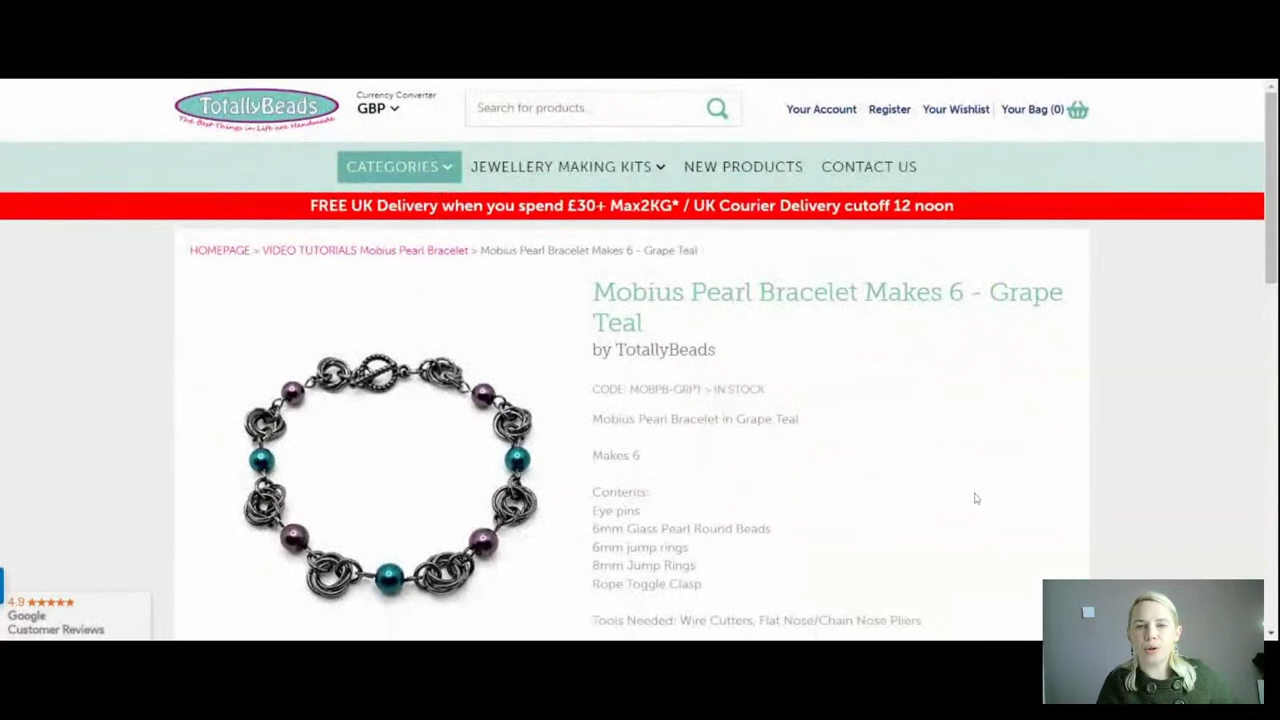 TotallyBeads
The Best Things in Life are Handmade
Currency Converter
GBP
Search for products...
Your Account
Register
Your Wishlist
Your Bag (0)
CATEGORIES
JEWELLERY MAKING KITS
NEW PRODUCTS
CONTACT US
FREE UK Delivery when you spend £30+ Max2KG* / UK Courier Delivery cutoff 12 noon
HOMEPAGE > VIDEO TUTORIALS Mobius Pearl Bracelet > Mobius Pearl Bracelet Makes 6 - Grape Teal
Mobius Pearl Bracelet Makes 6 - Grape
Teal
by TotallyBeads
CODE: MOBPB-GRP1 > IN STOCK
Mobius Pearl Bracelet in Grape Teal
Makes 6
Contents:
Eye pins
6mm Glass Pearl Round Beads
6mm jump rings
8mm Jump Rings
Rope Toggle Clasp
Tools Needed: Wire Cutters, Flat Nose/Chain Nose Pliers
4.9 ★★★★★
Google
Customer Reviews